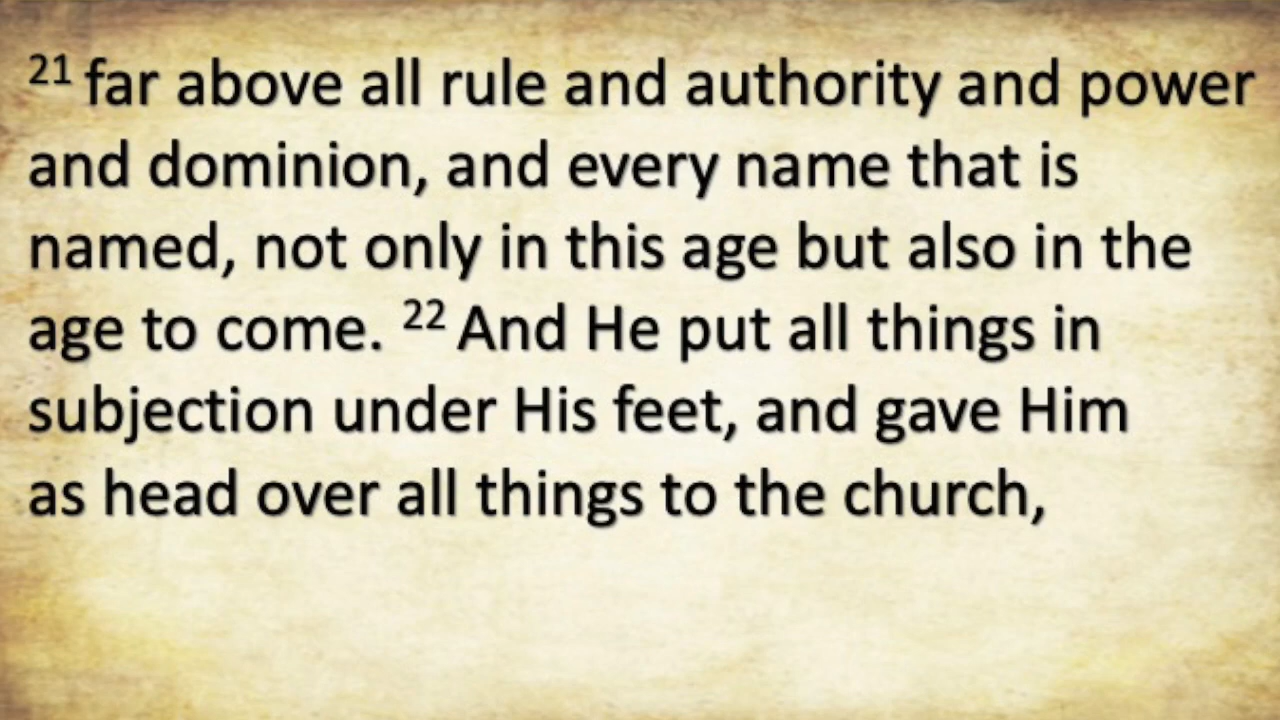 21 far above all rule and authority and power
and dominion, and every name that is
named, not only in this age but also in the
age to come. 22 And He put all things in
subjection under His feet, and gave Him
as head over all things to the church,